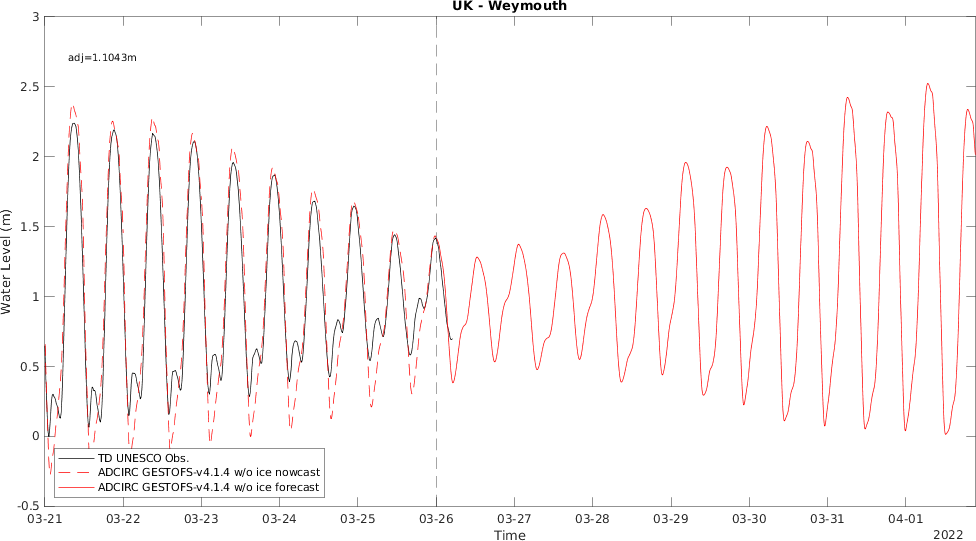 UK - Weymouth
adj=1.1043m
3
2.5
2
1.5
1
0.5
0
-0.5
Water Level (m)
TD UNESCO Obs.
ADCIRC GESTOFS-v4.1.4 w/o ice nowcast
ADCIRC GESTOFS-v4.1.4 w/o ice forecast
03-21 03-22 03-23 03-24 03-25 03-26 03-27 03-28 03-29 03-30 03-31 04-01
Time
2022